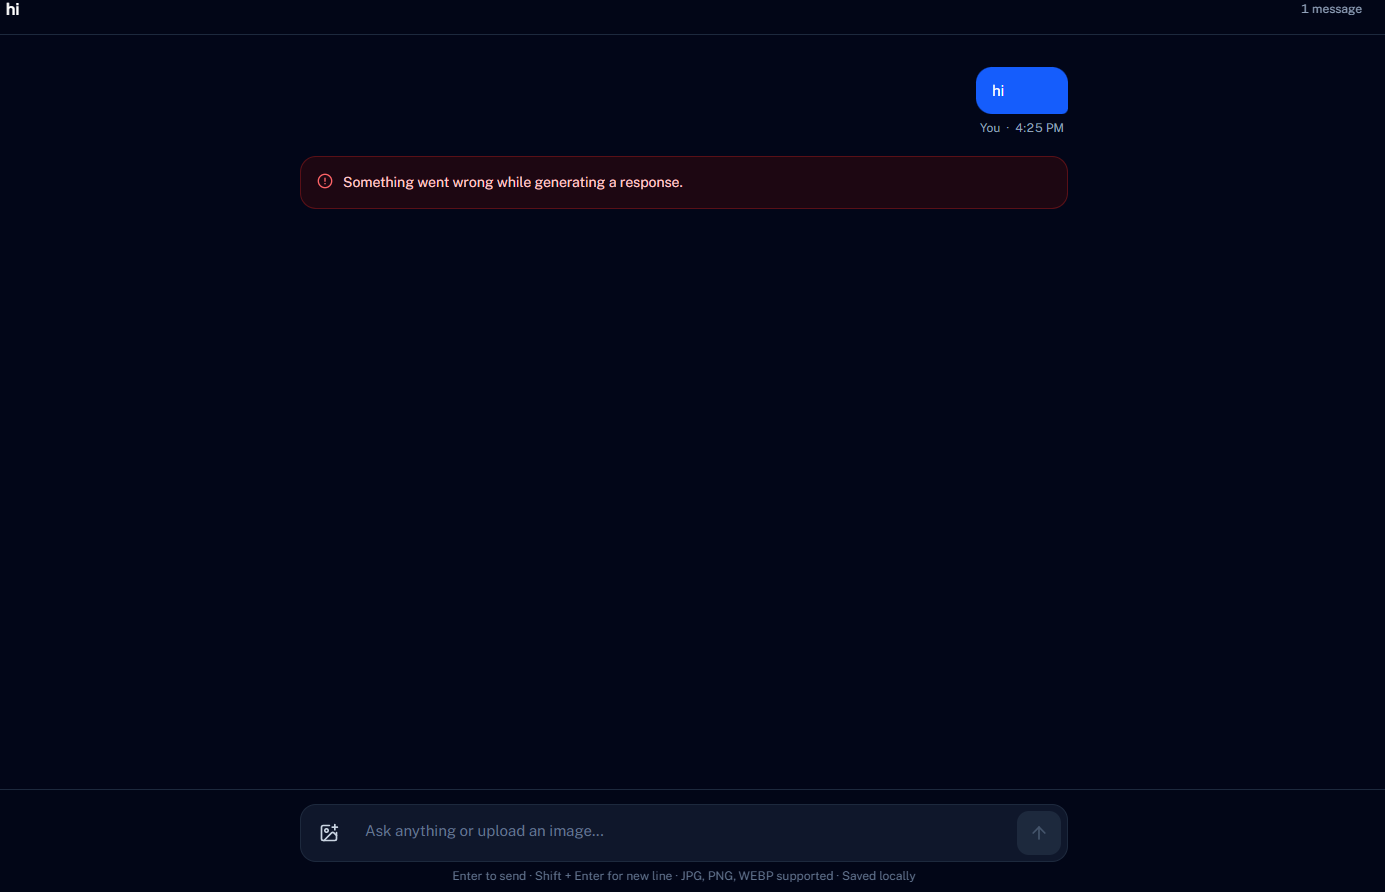 hi
1 message
hi
You · 4:25 PM
Something went wrong while generating a response.
Ask anything or upload an image...
Enter to send · Shift + Enter for new line · JPG, PNG, WEBP supported · Saved locally